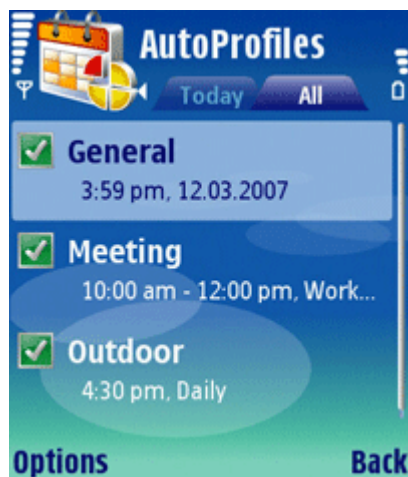 AutoProfiles
Today All
General
3:59 pm, 12.03.2007
Meeting
10:00 am - 12:00 pm, Work...
Outdoor
4:30 pm, Daily
Options Back